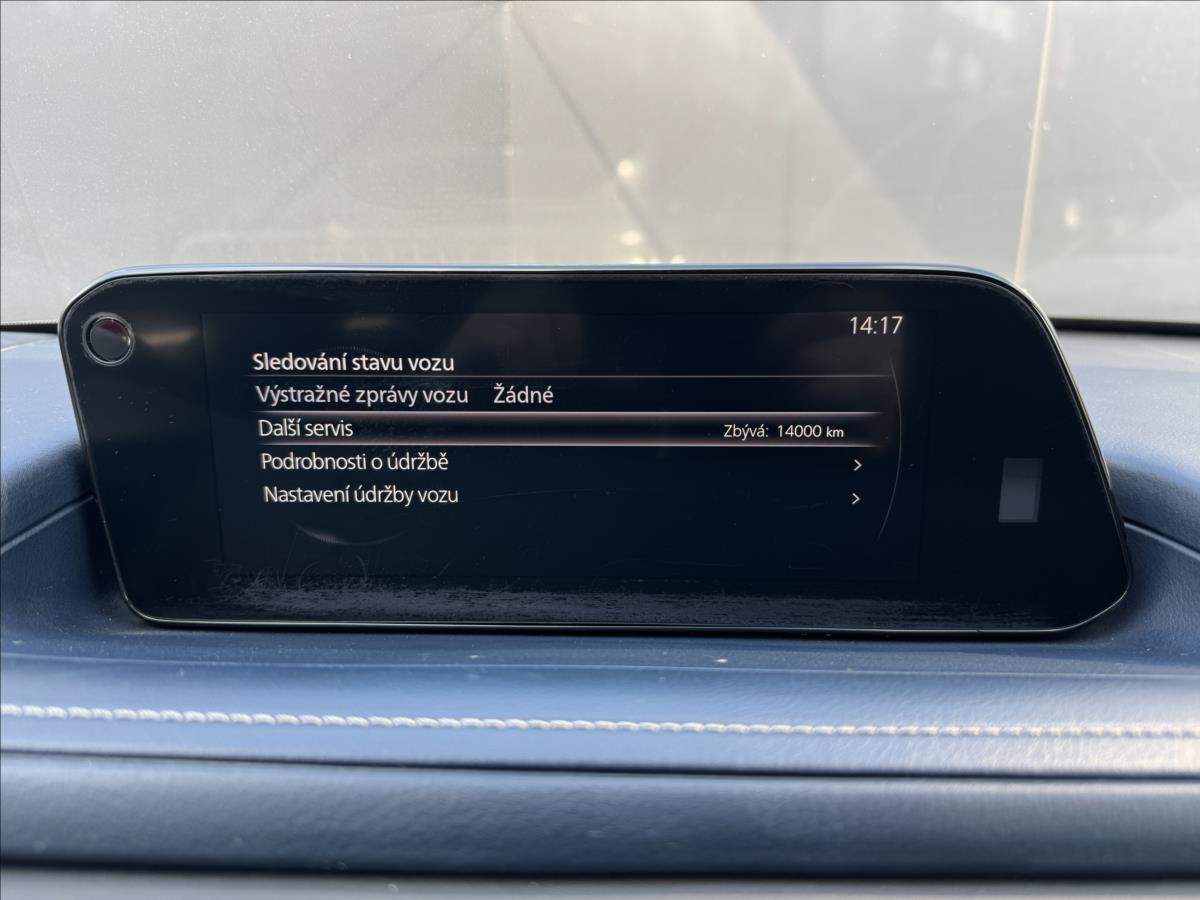 14:17
Sledování stavu vozu
Výstražné zprávy vozu Žádné
Další servis Zbývá: 14000 km
Podrobnosti o údržbě >
Nastavení údržby vozu >